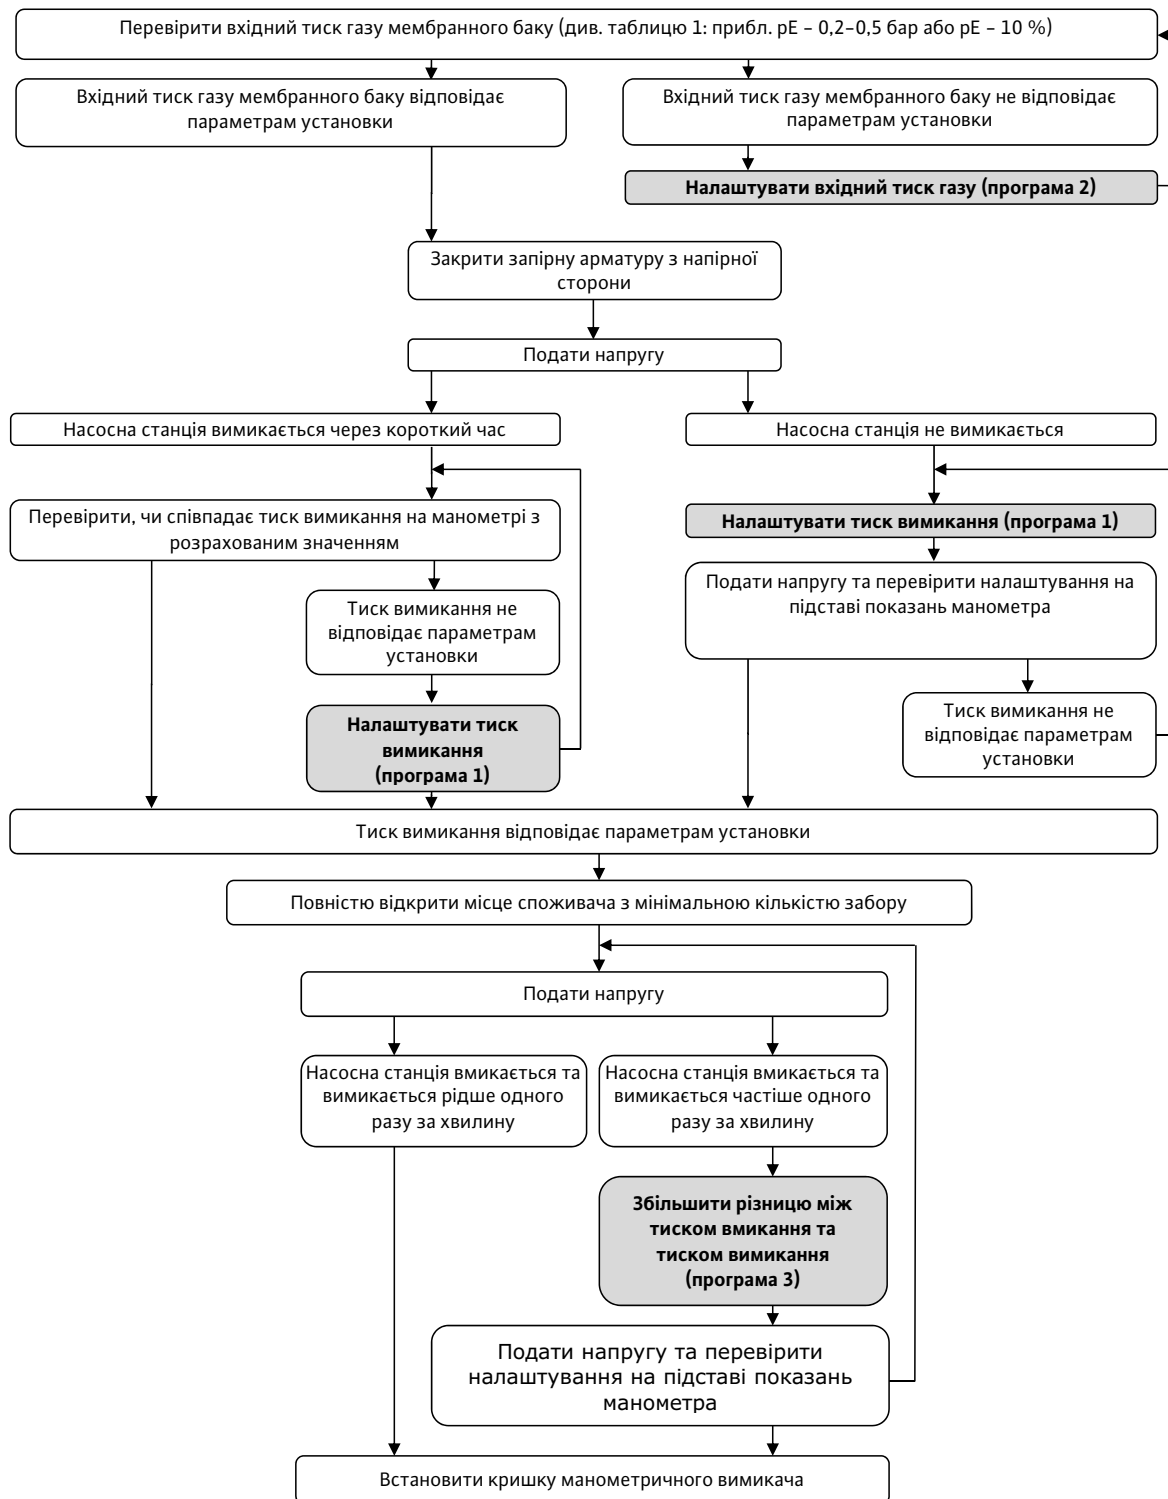 Перевірити вхідний тиск газу мембранного баку (див. таблицю 1: прибл. pE – 0,2–0,5 бар або pE – 10 %)
Вхідний тиск газу мембранного баку відповідає
параметрам установки
Вхідний тиск газу мембранного баку не відповідає
параметрам установки
Налаштувати вхідний тиск газу (програма 2)
Закрити запірну арматуру з напірної
сторони
Подати напругу
Насосна станція вимикається через короткий час
Насосна станція не вимикається
Перевірити, чи співпадає тиск вимикання на манометрі з
розрахованим значенням
Налаштувати тиск вимикання (програма 1)
Подати напругу та перевірити налаштування на
підставі показань манометра
Тиск вимикання не
відповідає параметрам
установки
Налаштувати тиск
вимикання
(програма 1)
Тиск вимикання не
відповідає параметрам
установки
Тиск вимикання відповідає параметрам установки
Повністю відкрити місце споживача з мінімальною кількістю забору
Подати напругу
Насосна станція вмикається та
вимикається рідше одного
разу за хвилину
Насосна станція вмикається та
вимикається частіше одного
разу за хвилину
Збільшити різницю між
тиском вмикання та
тиском вимикання
(програма 3)
Подати напругу та перевірити
налаштування на підставі показань
манометра
Встановити кришку манометричного вимикача